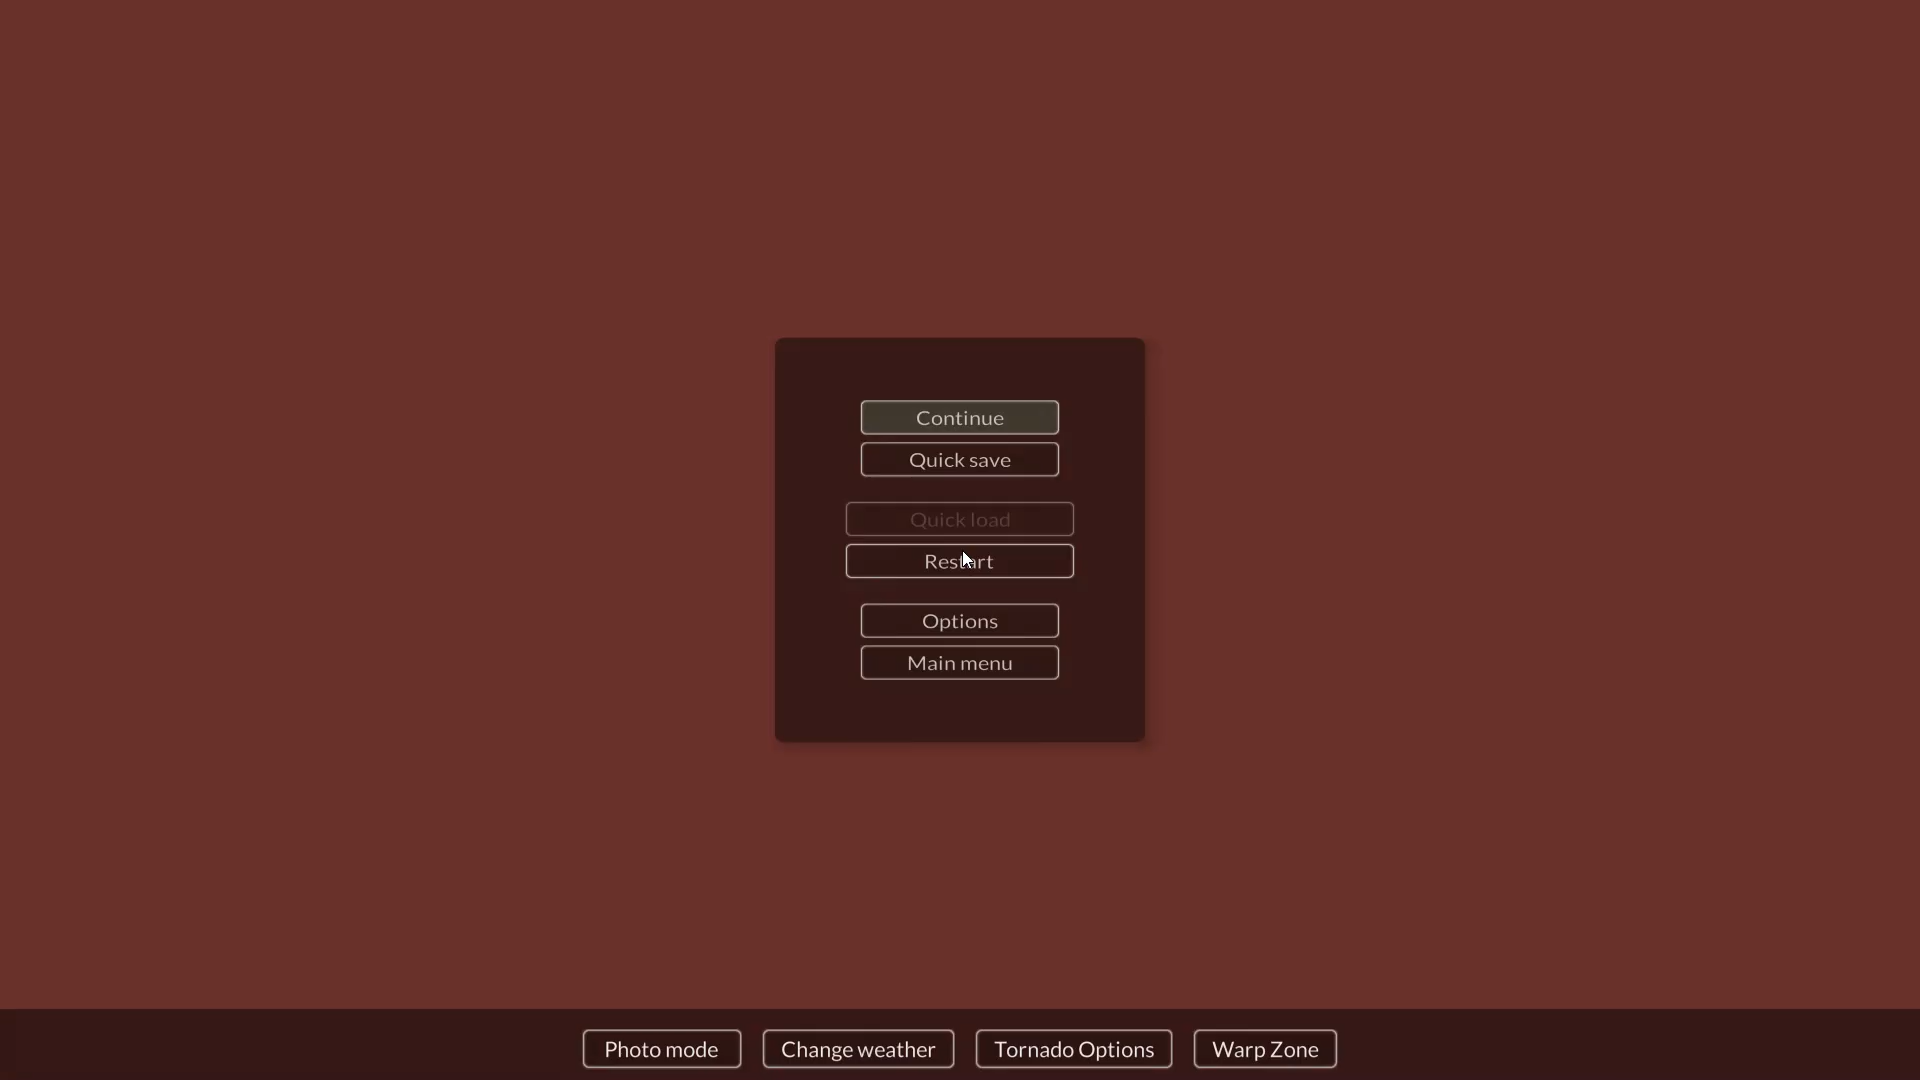 Continue
Quick save
Quick load
Restart
Options
Main menu
Photo mode
Change weather
Tornado Options
Warp Zone